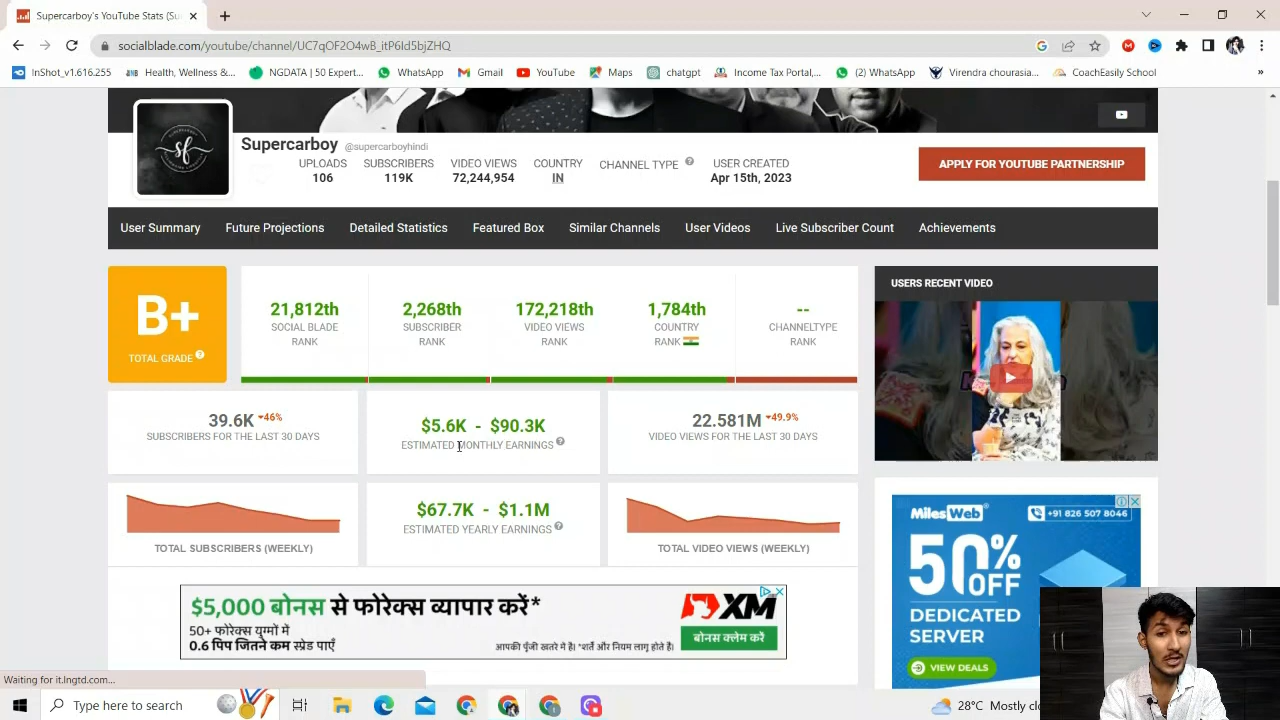 Supercarboy's YouTube Stats (Su
socialblade.com/youtube/channel/UC7qOF2O4wB_itP6Id5bjZHQ
InShot_v1.616.255
Health, Wellness &...
NGDATA | 50 Expert...
WhatsApp
Gmail
YouTube
Maps
chatgpt
Income Tax Portal,...
(2) WhatsApp
Virendra chourasia...
CoachEasily School
»
Supercarboy @supercarboyhindi
UPLOADS SUBSCRIBERS VIDEO VIEWS COUNTRY CHANNEL TYPE USER CREATED
106 119K 72,244,954 IN Apr 15th, 2023
APPLY FOR YOUTUBE PARTNERSHIP
User Summary Future Projections Detailed Statistics Featured Box Similar Channels User Videos Live Subscriber Count Achievements
B+
TOTAL GRADE
21,812th
SOCIAL BLADE
RANK
2,268th
SUBSCRIBER
RANK
172,218th
VIDEO VIEWS
RANK
1,784th
COUNTRY
RANK
--
CHANNELTYPE
RANK
USERS RECENT VIDEO
39.6K 46%
SUBSCRIBERS FOR THE LAST 30 DAYS
$5.6K - $90.3K
ESTIMATED MONTHLY EARNINGS
22.581M 49.9%
VIDEO VIEWS FOR THE LAST 30 DAYS
TOTAL SUBSCRIBERS (WEEKLY)
$67.7K - $1.1M
ESTIMATED YEARLY EARNINGS
TOTAL VIDEO VIEWS (WEEKLY)
MilesWeb
+91 826 507 8046
50% OFF
DEDICATED
SERVER
VIEW DEALS
$5,000 बोनस से फोरेक्स व्यापार करें*
50+ फोरेक्स युग्मों में
0.6 पिप जितने कम स्प्रेड पाएँ
आपकी पूँजी खतरे में है। *शर्तें और नियम लागू होते हैं।
XM
बोनस क्लेम करें
Waiting for it.lngtd.com...
Type here to search
28°C Mostly clo